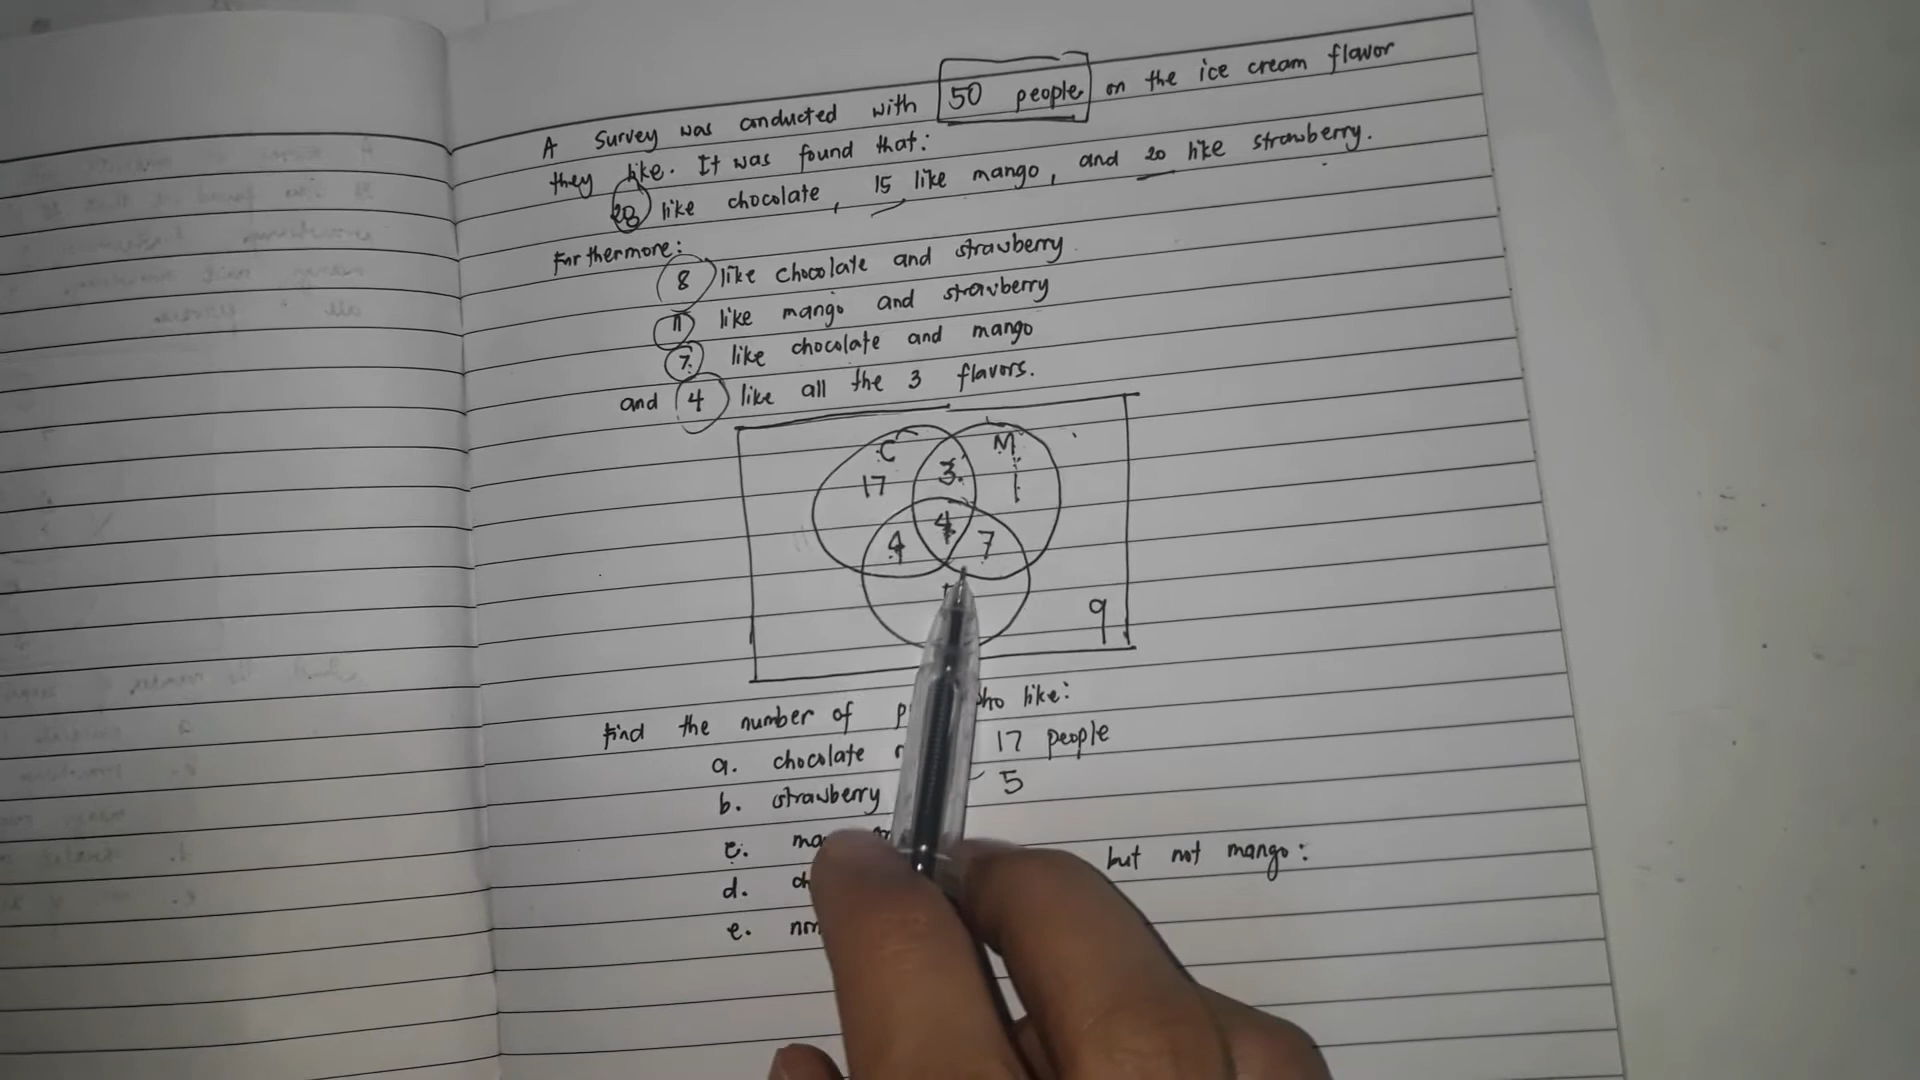 A survey was conducted with 50 people on the ice cream flavor
they like. It was found that:
28 like chocolate, 15 like mango, and 20 like strawberry.
Furthermore:
8 like chocolate and strawberry
11 like mango and strawberry
7 like chocolate and mango
and 4 like all the 3 flavors.
C M
17 3 1
4 4 7
9
Find the number of who like:
a. chocolate 17 people
b. strawberry 5
c.
d. but not mango:
e.